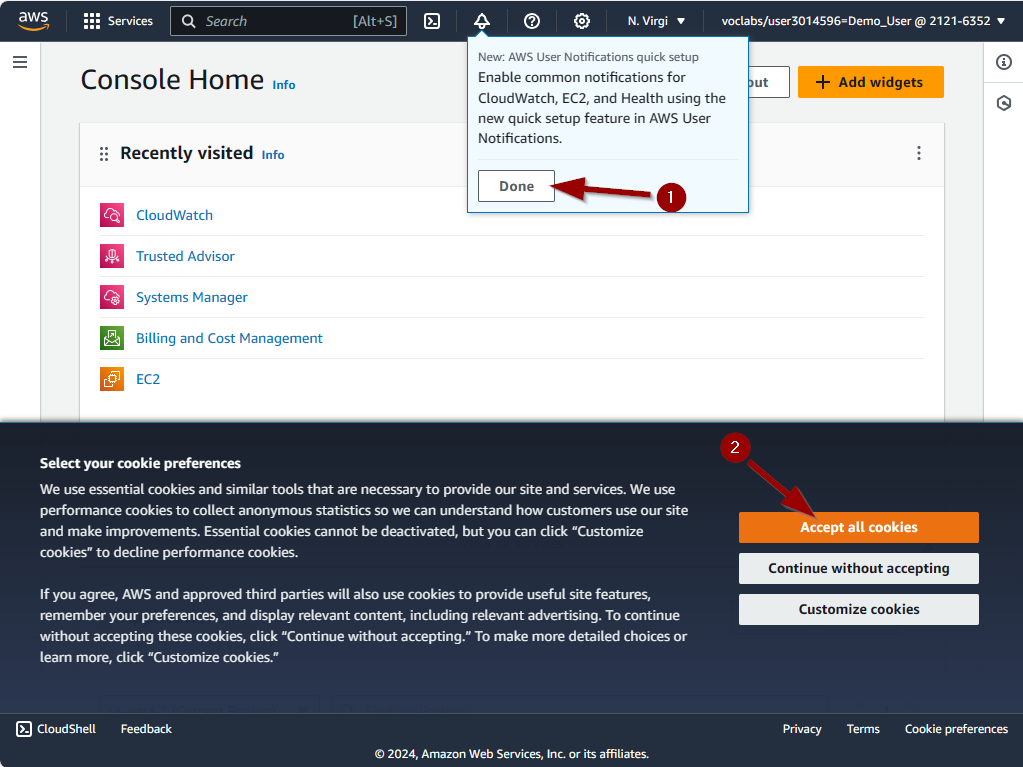 aws
Services
Search
[Alt+S]
N. Virgi
voclabs/user3014596=Demo_User @ 2121-6352
Console Home Info
New: AWS User Notifications quick setup
Enable common notifications for
CloudWatch, EC2, and Health using the
new quick setup feature in AWS User
Notifications.
Done
1
out
+ Add widgets
Recently visited Info
CloudWatch
Trusted Advisor
Systems Manager
Billing and Cost Management
EC2
Select your cookie preferences
We use essential cookies and similar tools that are necessary to provide our site and services. We use
performance cookies to collect anonymous statistics so we can understand how customers use our site
and make improvements. Essential cookies cannot be deactivated, but you can click “Customize
cookies” to decline performance cookies.
If you agree, AWS and approved third parties will also use cookies to provide useful site features,
remember your preferences, and display relevant content, including relevant advertising. To continue
without accepting these cookies, click “Continue without accepting.” To make more detailed choices or
learn more, click “Customize cookies.”
2
Accept all cookies
Continue without accepting
Customize cookies
CloudShell
Feedback
Privacy
Terms
Cookie preferences
© 2024, Amazon Web Services, Inc. or its affiliates.